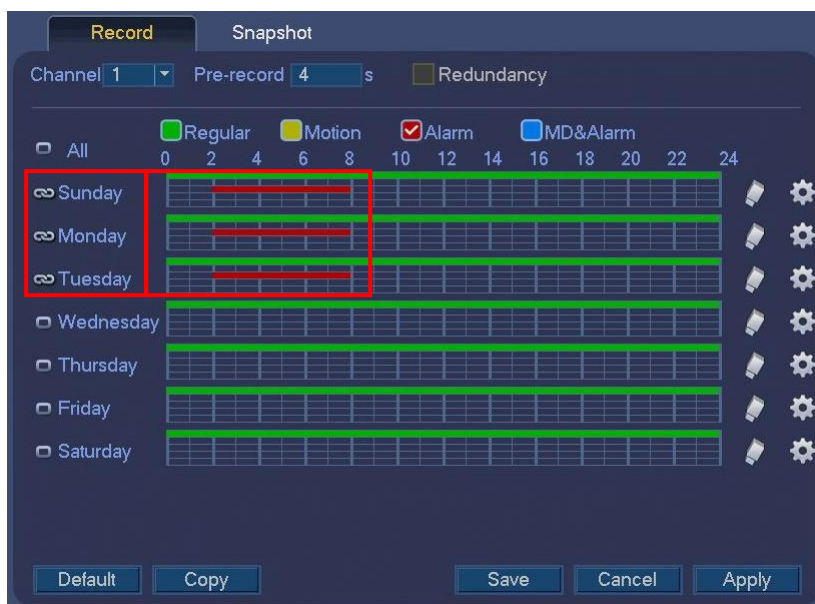 Record Snapshot
Channel 1 Pre-record 4 s Redundancy
Regular Motion Alarm MD&Alarm
All 0 2 4 6 8 10 12 14 16 18 20 22 24
Sunday
Monday
Tuesday
Wednesday
Thursday
Friday
Saturday
Default Copy Save Cancel Apply